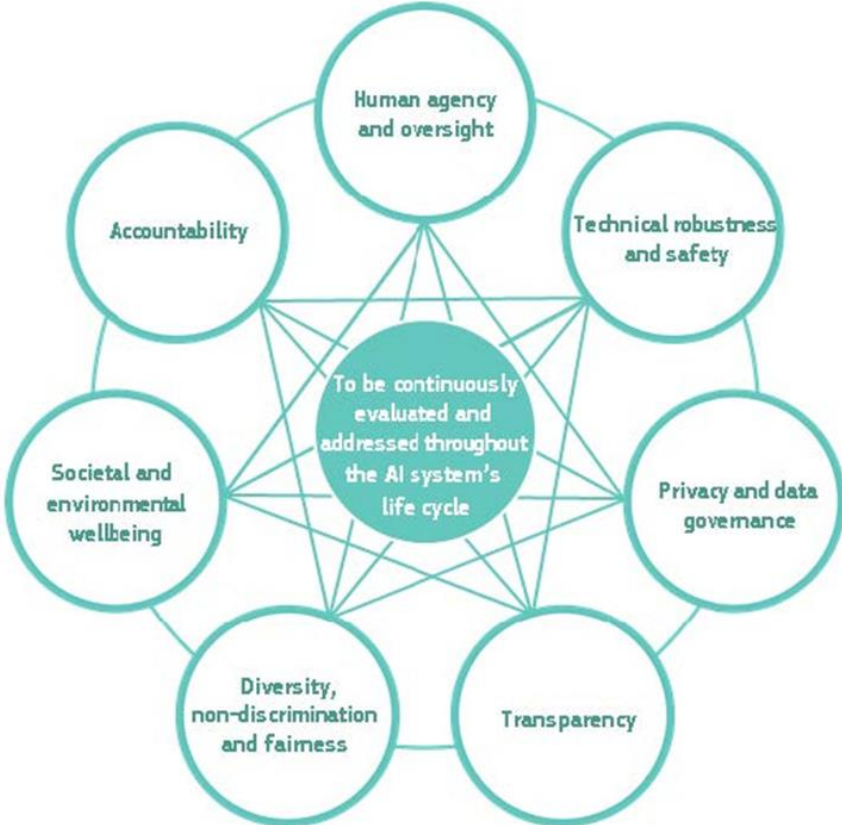 Human agency
and oversight
Technical robustness
and safety
Privacy and data
governance
Transparency
Diversity,
non-discrimination
and fairness
Societal and
environmental
wellbeing
Accountability
To be continuously
evaluated and
addressed throughout
the AI system's
life cycle